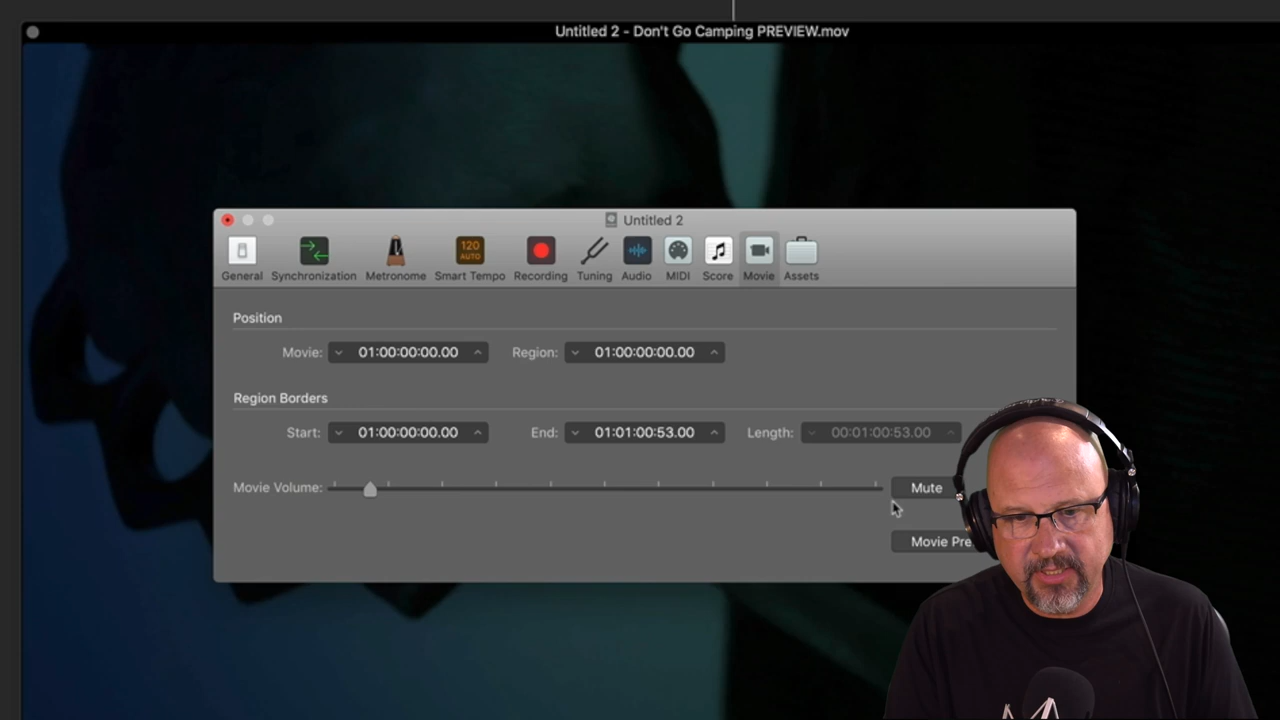 Untitled 2 - Don't Go Camping PREVIEW.mov
Untitled 2
120
AUTO
General Synchronization Metronome Smart Tempo Recording Tuning Audio MIDI Score Movie Assets
Position
Movie: 01:00:00:00.00 Region: 01:00:00:00.00
Region Borders
Start: 01:00:00:00.00 End: 01:01:00:53.00 Length: 00:01:00:53.00
Movie Volume: Mute
Movie Pre